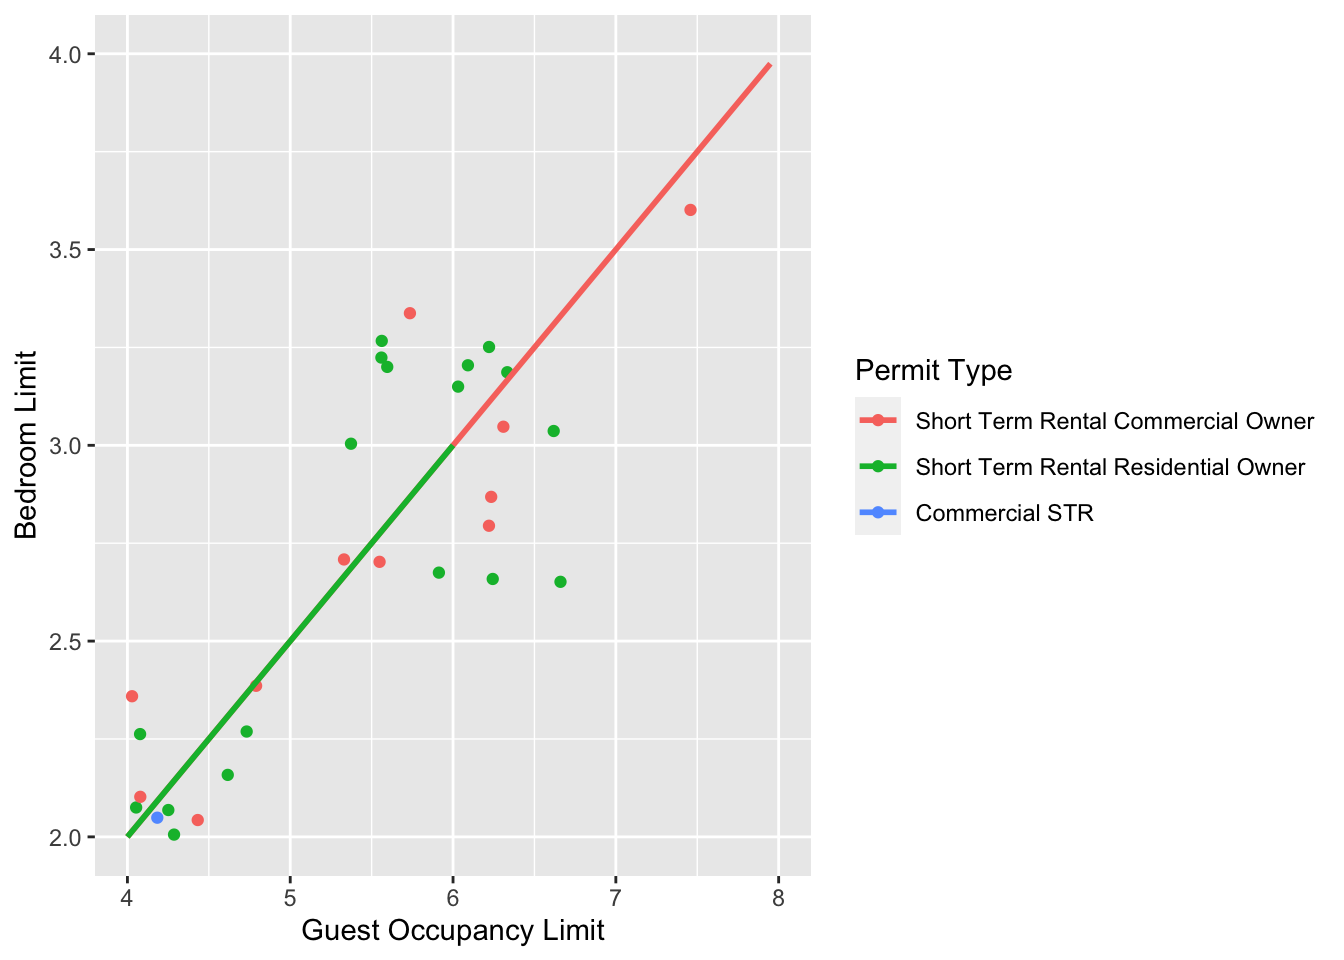 4.0
3.5
3.0
2.5
2.0
Bedroom Limit
4 5 6 7 8
Guest Occupancy Limit
Permit Type
Short Term Rental Commercial Owner
Short Term Rental Residential Owner
Commercial STR